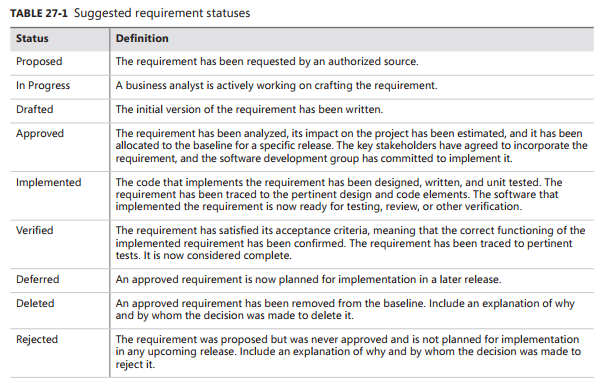 TABLE 27-1 Suggested requirement statuses
Status Definition
Proposed The requirement has been requested by an authorized source.
In Progress A business analyst is actively working on crafting the requirement.
Drafted The initial version of the requirement has been written.
Approved The requirement has been analyzed, its impact on the project has been estimated, and it has been
allocated to the baseline for a specific release. The key stakeholders have agreed to incorporate the
requirement, and the software development group has committed to implement it.
Implemented The code that implements the requirement has been designed, written, and unit tested. The
requirement has been traced to the pertinent design and code elements. The software that
implemented the requirement is now ready for testing, review, or other verification.
Verified The requirement has satisfied its acceptance criteria, meaning that the correct functioning of the
implemented requirement has been confirmed. The requirement has been traced to pertinent
tests. It is now considered complete.
Deferred An approved requirement is now planned for implementation in a later release.
Deleted An approved requirement has been removed from the baseline. Include an explanation of why
and by whom the decision was made to delete it.
Rejected The requirement was proposed but was never approved and is not planned for implementation
in any upcoming release. Include an explanation of why and by whom the decision was made to
reject it.